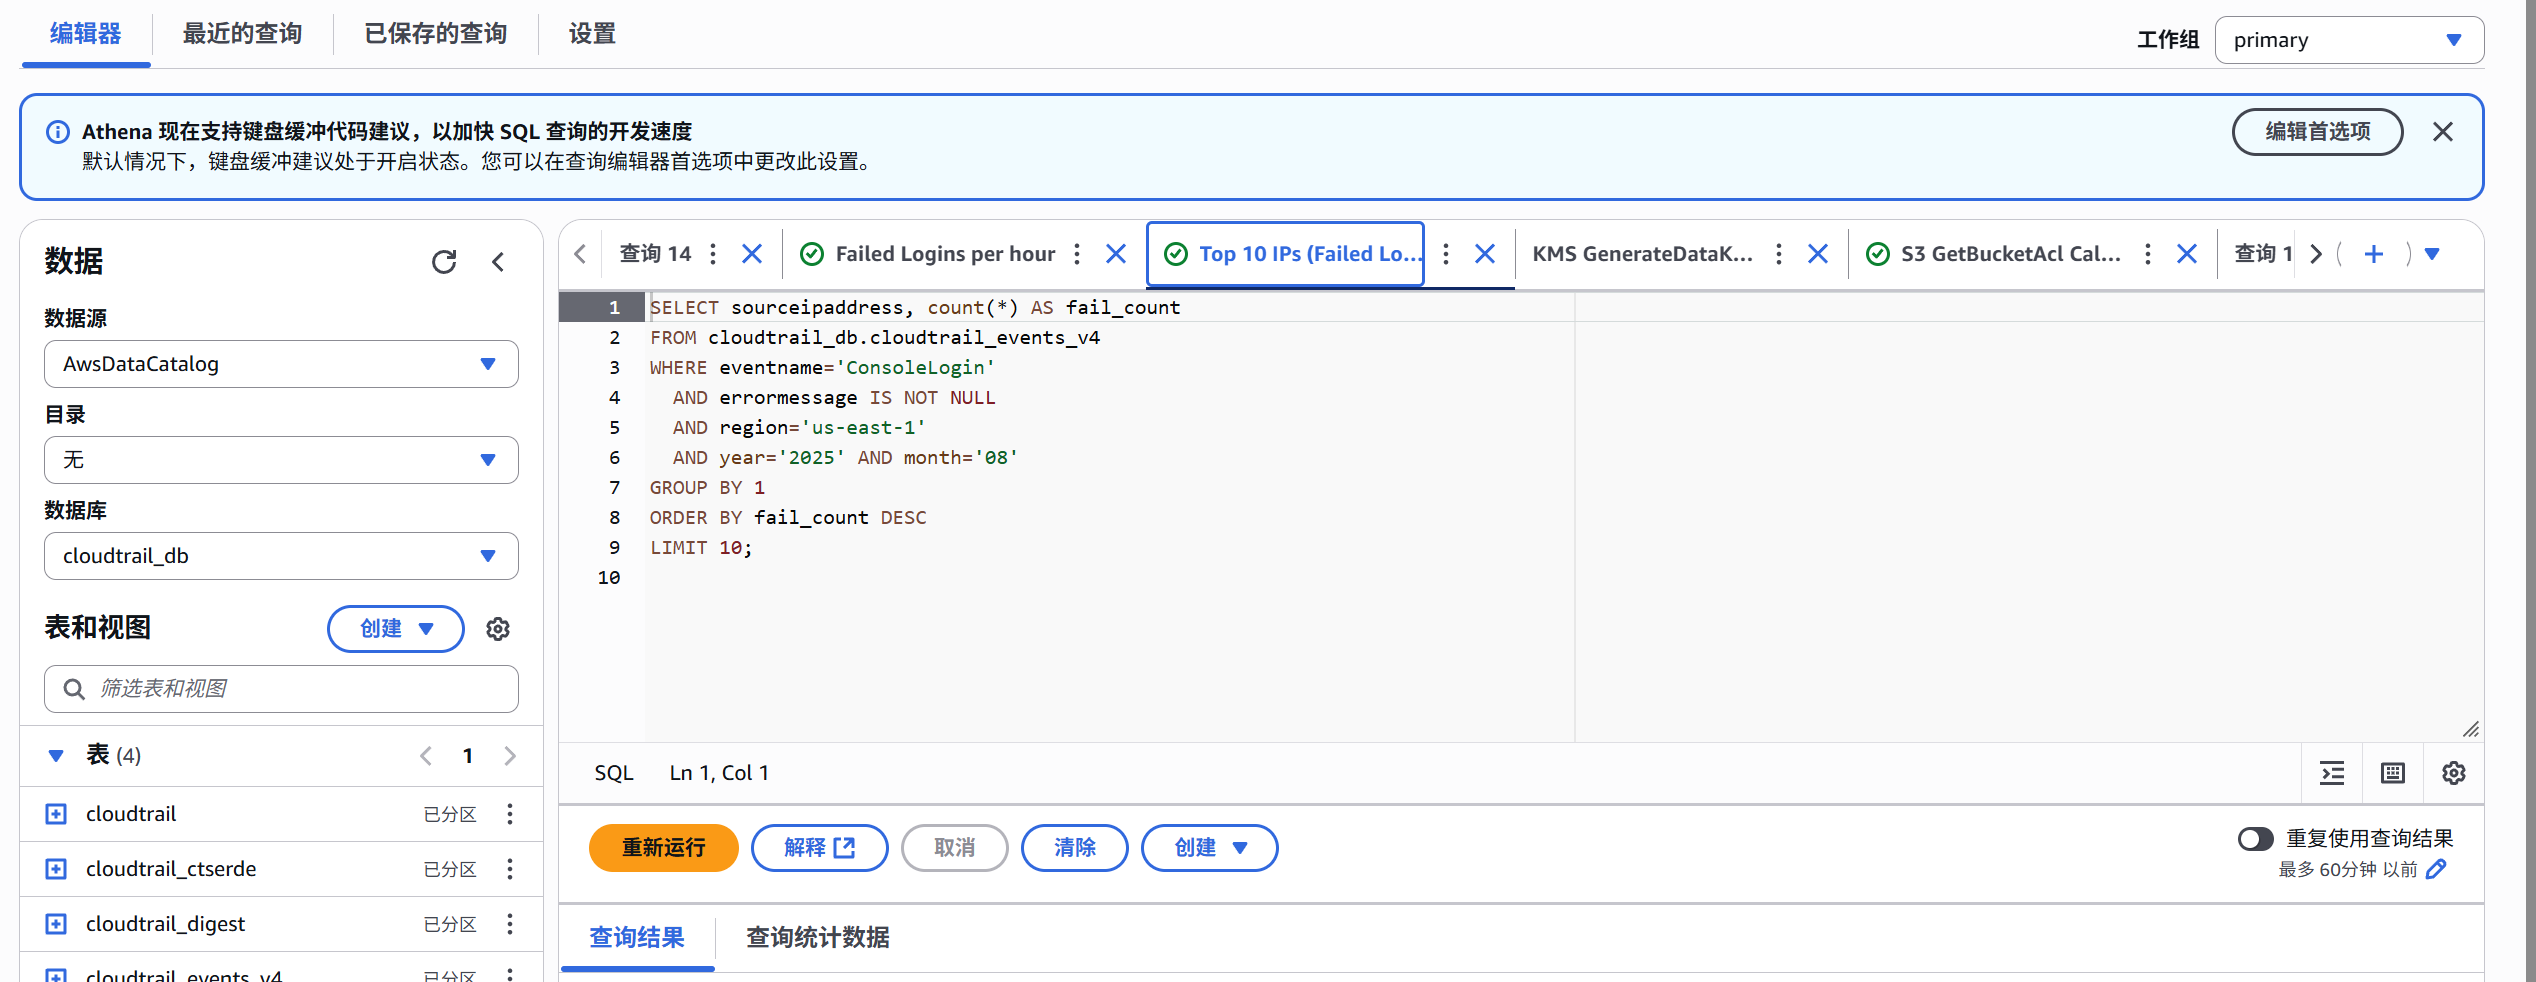 编辑器 最近的查询 已保存的查询 设置
工作组 primary
Athena 现在支持键盘缓冲代码建议，以加快 SQL 查询的开发速度
默认情况下，键盘缓冲建议处于开启状态。您可以在查询编辑器首选项中更改此设置。
编辑首选项
数据
数据源
AwsDataCatalog
目录
无
数据库
cloudtrail_db
表和视图
创建
筛选表和视图
表 (4)
1
cloudtrail 已分区
cloudtrail_ctserde 已分区
cloudtrail_digest 已分区
cloudtrail_events_v4 已分区
查询 14 Failed Logins per hour Top 10 IPs (Failed Lo... KMS GenerateDataK... S3 GetBucketAcl Cal... 查询 1
1 SELECT sourceipaddress, count(*) AS fail_count
2 FROM cloudtrail_db.cloudtrail_events_v4
3 WHERE eventname='ConsoleLogin'
4 AND errormessage IS NOT NULL
5 AND region='us-east-1'
6 AND year='2025' AND month='08'
7 GROUP BY 1
8 ORDER BY fail_count DESC
9 LIMIT 10;
10
SQL Ln 1, Col 1
重新运行 解释 取消 清除 创建
重复使用查询结果
最多 60分钟 以前
查询结果 查询统计数据